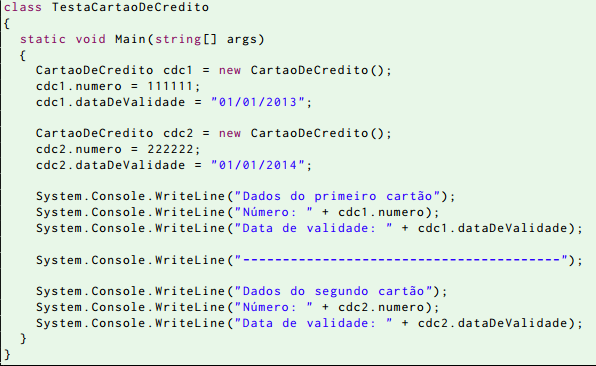 class TestaCartaoDeCredito
{
static void Main(string[] args)
{
CartaoDeCredito cdc1 = new CartaoDeCredito();
cdc1.numero = 111111;
cdc1.dataDeValidade = "01/01/2013";
CartaoDeCredito cdc2 = new CartaoDeCredito();
cdc2.numero = 222222;
cdc2.dataDeValidade = "01/01/2014";
System.Console.WriteLine("Dados do primeiro cartão");
System.Console.WriteLine("Número: " + cdc1.numero);
System.Console.WriteLine("Data de validade: " + cdc1.dataDeValidade);
System.Console.WriteLine("----------------------------------------");
System.Console.WriteLine("Dados do segundo cartão");
System.Console.WriteLine("Número: " + cdc2.numero);
System.Console.WriteLine("Data de validade: " + cdc2.dataDeValidade);
}
}